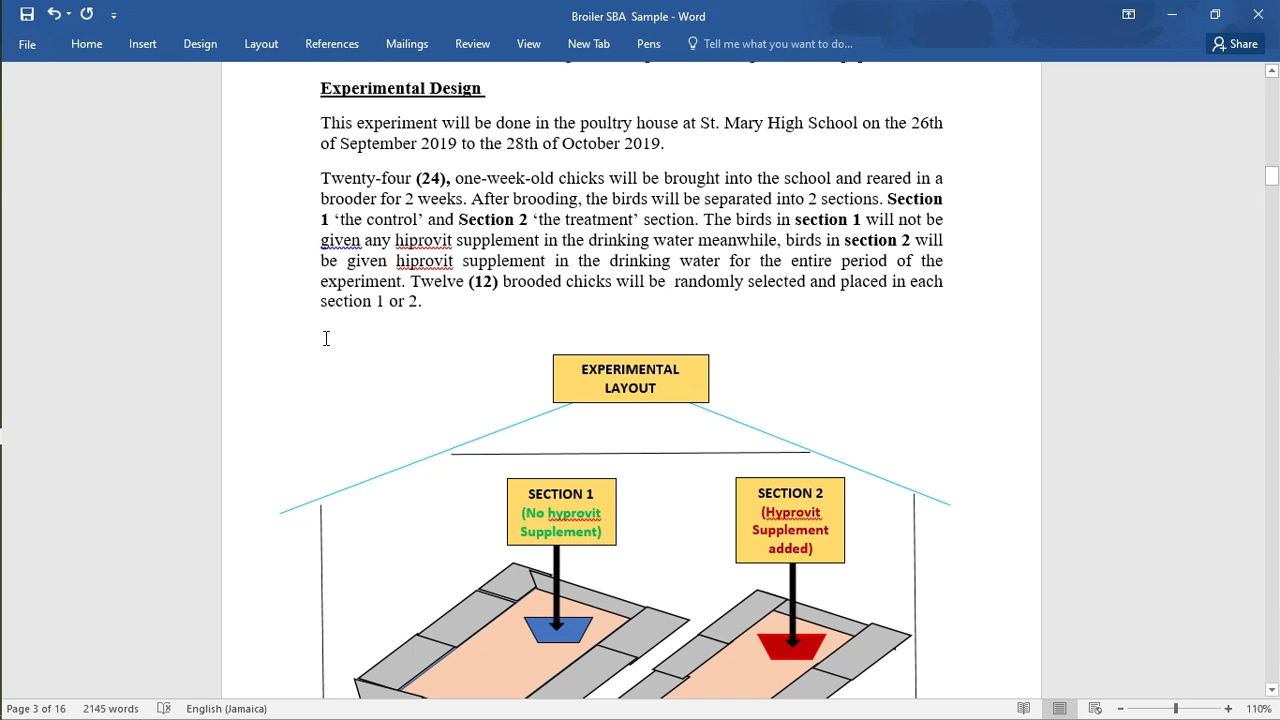 Broiler SBA Sample - Word
File Home Insert Design Layout References Mailings Review View New Tab Pens Tell me what you want to do... Share
Experimental Design
This experiment will be done in the poultry house at St. Mary High School on the 26th
of September 2019 to the 28th of October 2019.
Twenty-four (24), one-week-old chicks will be brought into the school and reared in a
brooder for 2 weeks. After brooding, the birds will be separated into 2 sections. Section
1 ‘the control’ and Section 2 ‘the treatment’ section. The birds in section 1 will not be
given any hiprovit supplement in the drinking water meanwhile, birds in section 2 will
be given hiprovit supplement in the drinking water for the entire period of the
experiment. Twelve (12) brooded chicks will be randomly selected and placed in each
section 1 or 2.
EXPERIMENTAL
LAYOUT
SECTION 1
(No hyprovit
Supplement)
SECTION 2
(Hyprovit
Supplement
added)
Page 3 of 16 2145 words English (Jamaica) 110%